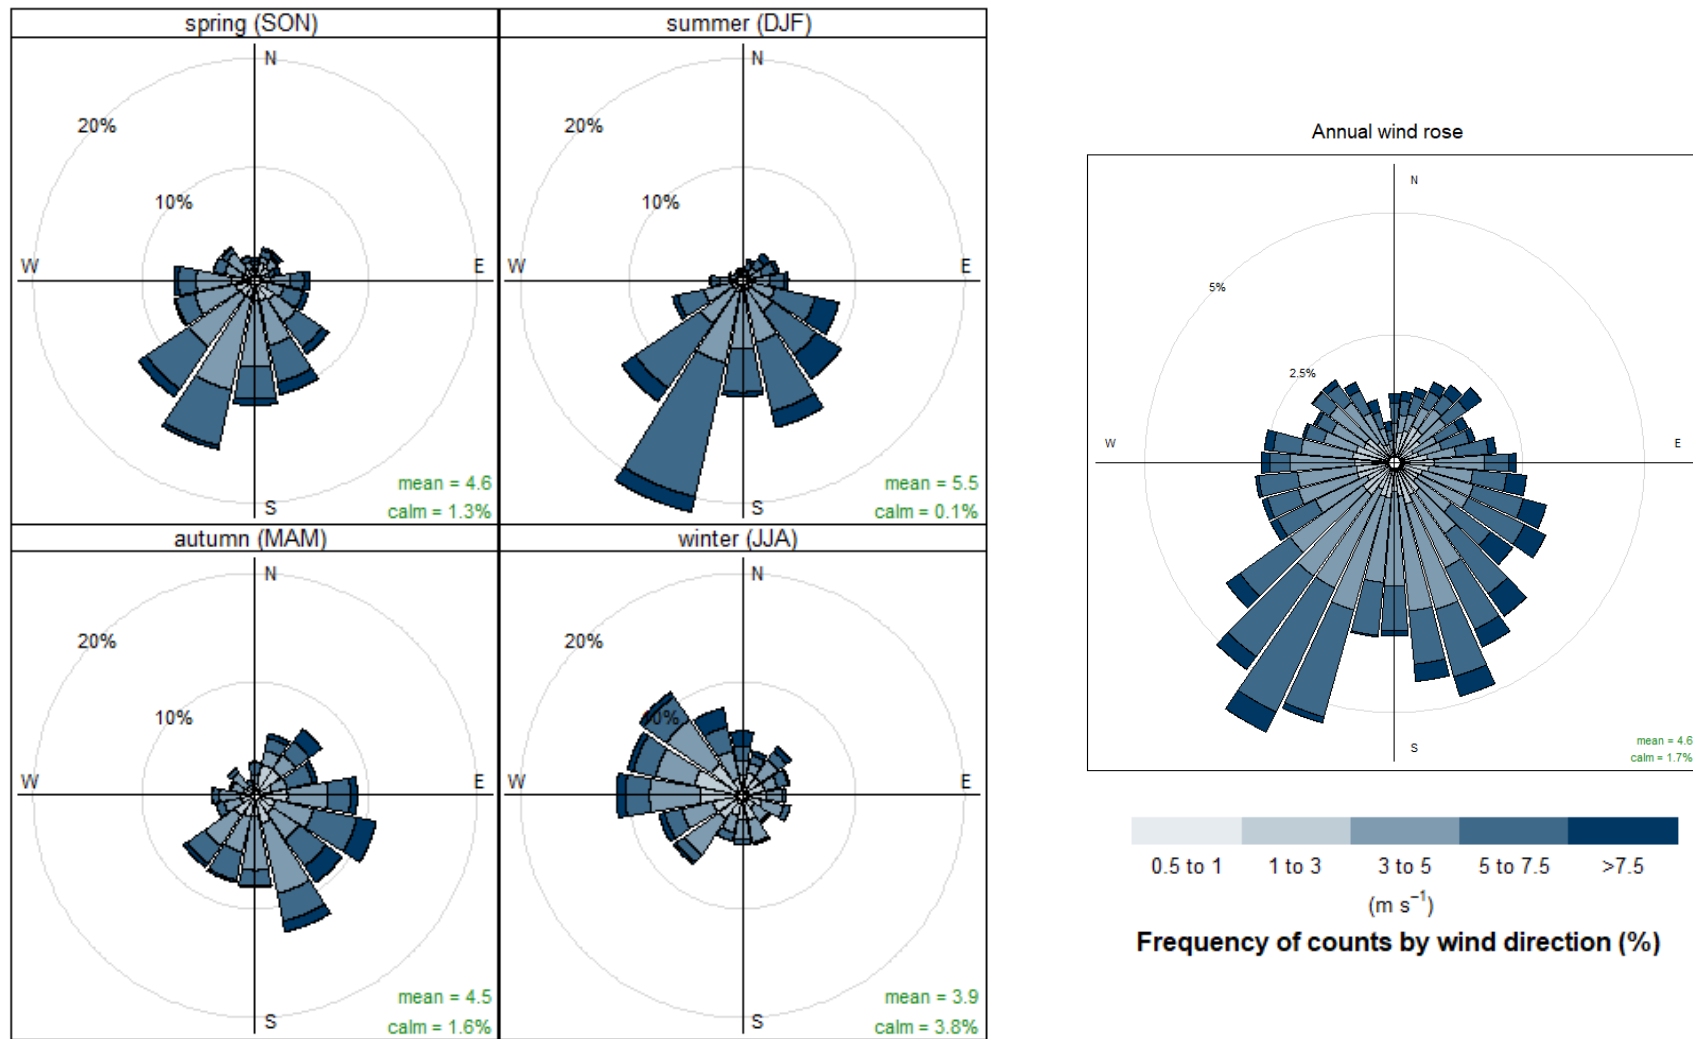 spring (SON)
N
20%
10%
W
E
S
mean = 4.6
calm = 1.3%
summer (DJF)
N
20%
10%
W
E
S
mean = 5.5
calm = 0.1%
autumn (MAM)
N
20%
10%
W
E
S
mean = 4.5
calm = 1.6%
winter (JJA)
N
20%
10%
W
E
S
mean = 3.9
calm = 3.8%
Annual wind rose
N
5%
2.5%
W
E
S
mean = 4.6
calm = 1.7%
0.5 to 1 1 to 3 3 to 5 5 to 7.5 >7.5
(m s⁻¹)
Frequency of counts by wind direction (%)